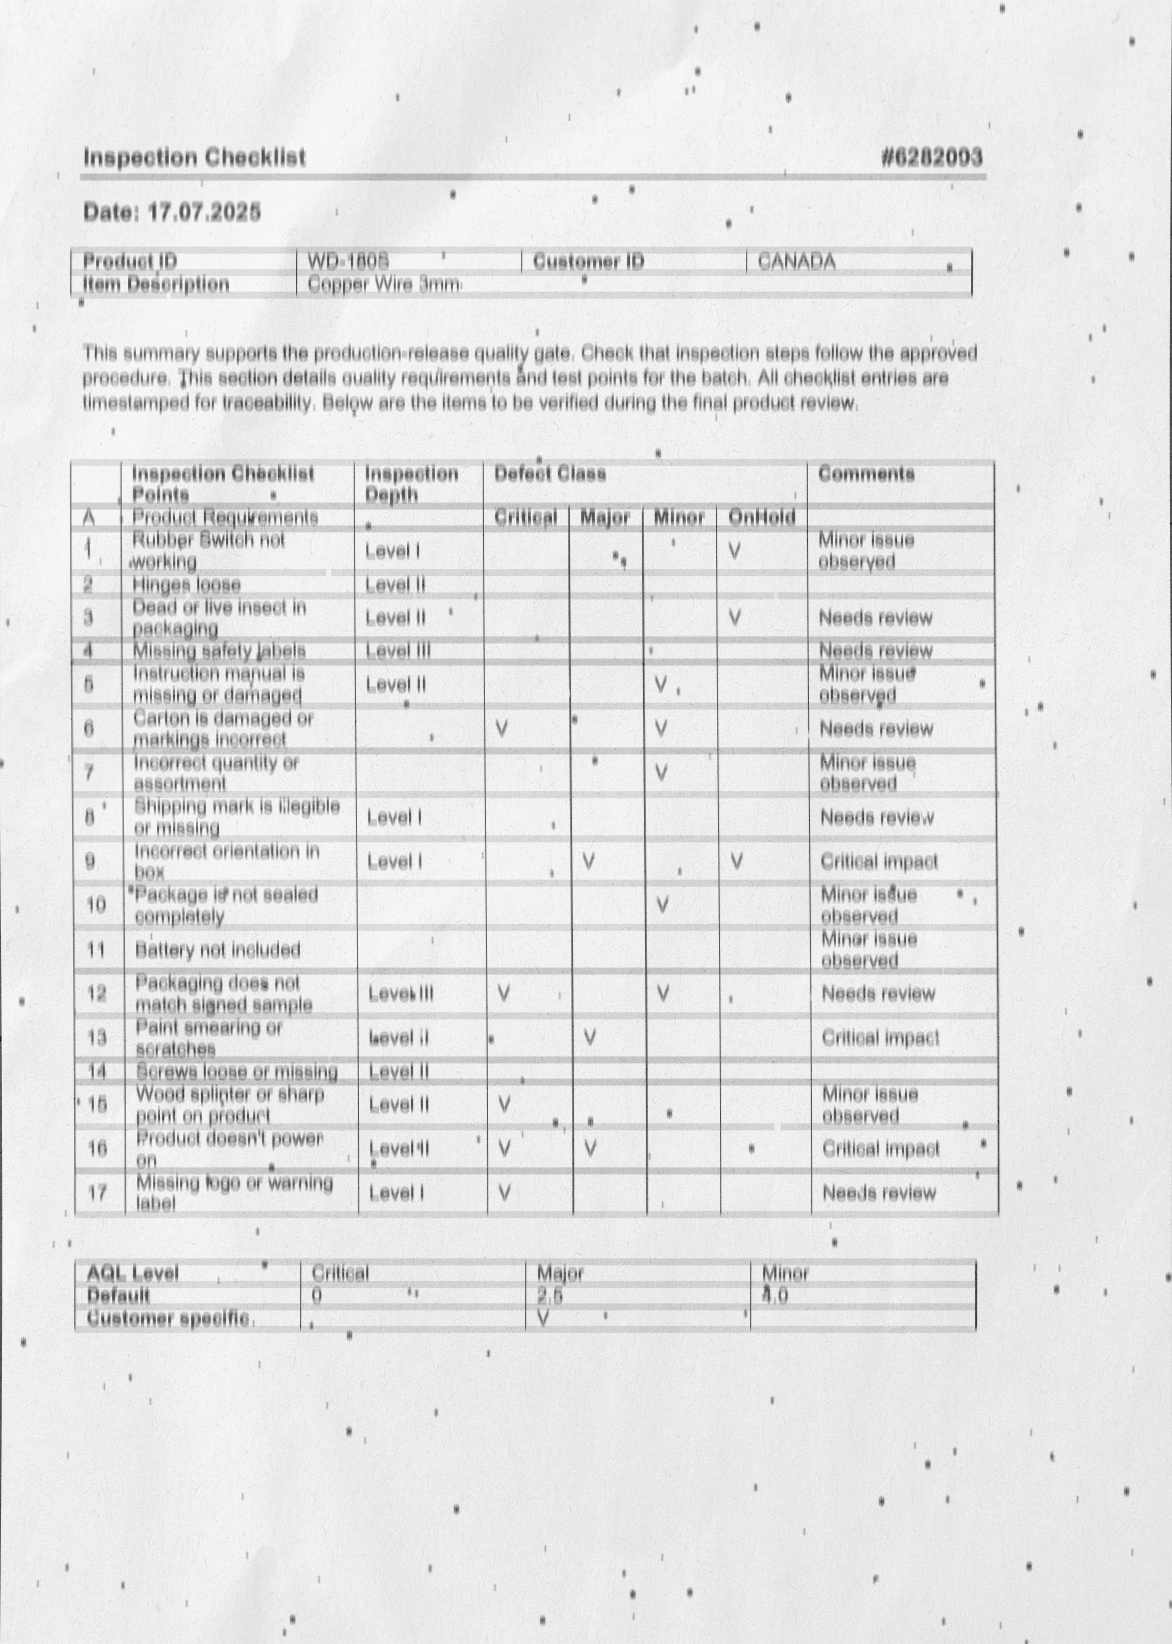 Inspection Checklist #6282093
Date: 17.07.2025
Product ID WD-180S Customer ID CANADA
Item Description Copper Wire 3mm
This summary supports the production-release quality gate. Check that inspection steps follow the approved
procedure. This section details quality requirements and test points for the batch. All checklist entries are
timestamped for traceability. Below are the items to be verified during the final product review.
Inspection Checklist Inspection Defect Class Comments
Points Depth
A Product Requirements Critical Major Minor OnHold
1 Rubber Switch not Level I V Minor issue
working observed
2 Hinges loose Level II
3 Dead or live insect in Level II V Needs review
packaging
4 Missing safety labels Level III Needs review
5 Instruction manual is Level II V Minor issue
missing or damaged observed
6 Carton is damaged or V V Needs review
markings incorrect
7 Incorrect quantity or V Minor issue
assortment observed
8 Shipping mark is illegible Level I Needs review
or missing
9 Incorrect orientation in Level I V V Critical impact
box
10 Package is not sealed V Minor issue
completely observed
11 Battery not included Minor issue
observed
12 Packaging does not Level III V V Needs review
match signed sample
13 Paint smearing or Level II V Critical impact
scratches
14 Screws loose or missing Level II
15 Wood splinter or sharp Level II V Minor issue
point on product observed
16 Product doesn't power Level II V V Critical impact
on
17 Missing logo or warning Level I V Needs review
label
AQL Level Critical Major Minor
Default 0 2.5 4.0
Customer specific V